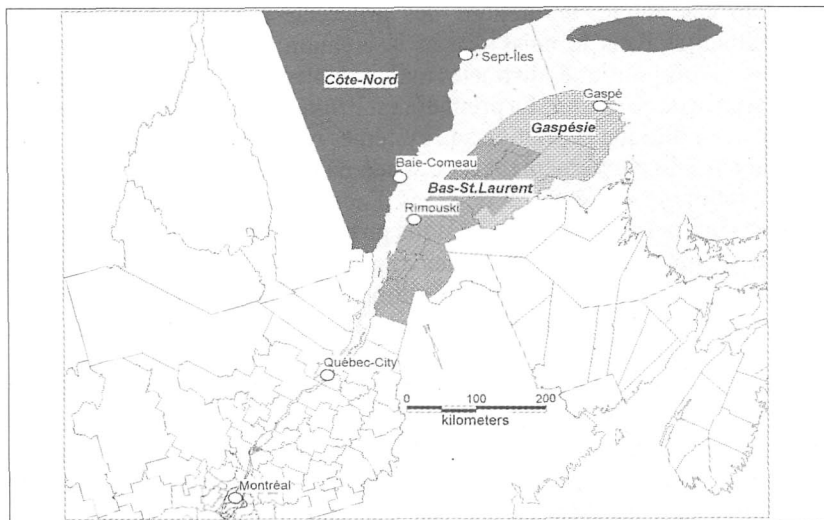 Sept-Îles
Côte-Nord
Gaspé
Gaspésie
Baie-Comeau
Bas-St.Laurent
Rimouski
Québec-City
0 100 200
kilometers
Montréal